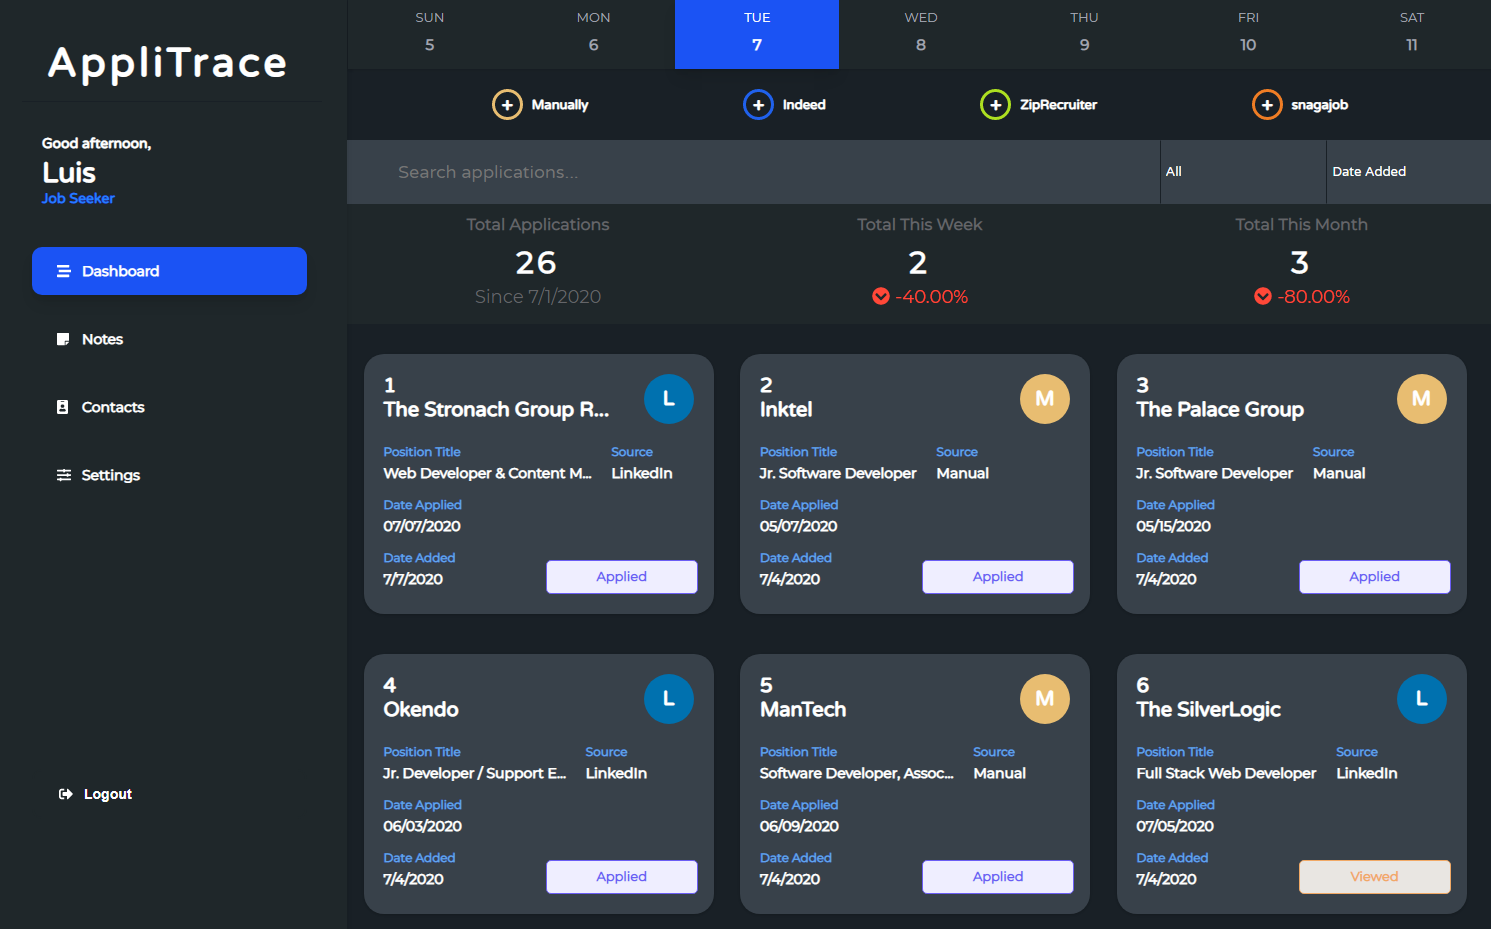 AppliTrace
Good afternoon,
Luis
Job Seeker
Dashboard
Notes
Contacts
Settings
Logout
SUN MON TUE WED THU FRI SAT
5 6 7 8 9 10 11
Manually Indeed ZipRecruiter snagajob
Search applications... All Date Added
Total Applications Total This Week Total This Month
26 2 3
Since 7/1/2020 -40.00% -80.00%
1
The Stronach Group R...
L
Position Title Source
Web Developer & Content M... LinkedIn
Date Applied
07/07/2020
Date Added
7/7/2020
Applied
2
Inktel
M
Position Title Source
Jr. Software Developer Manual
Date Applied
05/07/2020
Date Added
7/4/2020
Applied
3
The Palace Group
M
Position Title Source
Jr. Software Developer Manual
Date Applied
05/15/2020
Date Added
7/4/2020
Applied
4
Okendo
L
Position Title Source
Jr. Developer / Support E... LinkedIn
Date Applied
06/03/2020
Date Added
7/4/2020
Applied
5
ManTech
M
Position Title Source
Software Developer, Assoc... Manual
Date Applied
06/09/2020
Date Added
7/4/2020
Applied
6
The SilverLogic
L
Position Title Source
Full Stack Web Developer LinkedIn
Date Applied
07/05/2020
Date Added
7/4/2020
Viewed